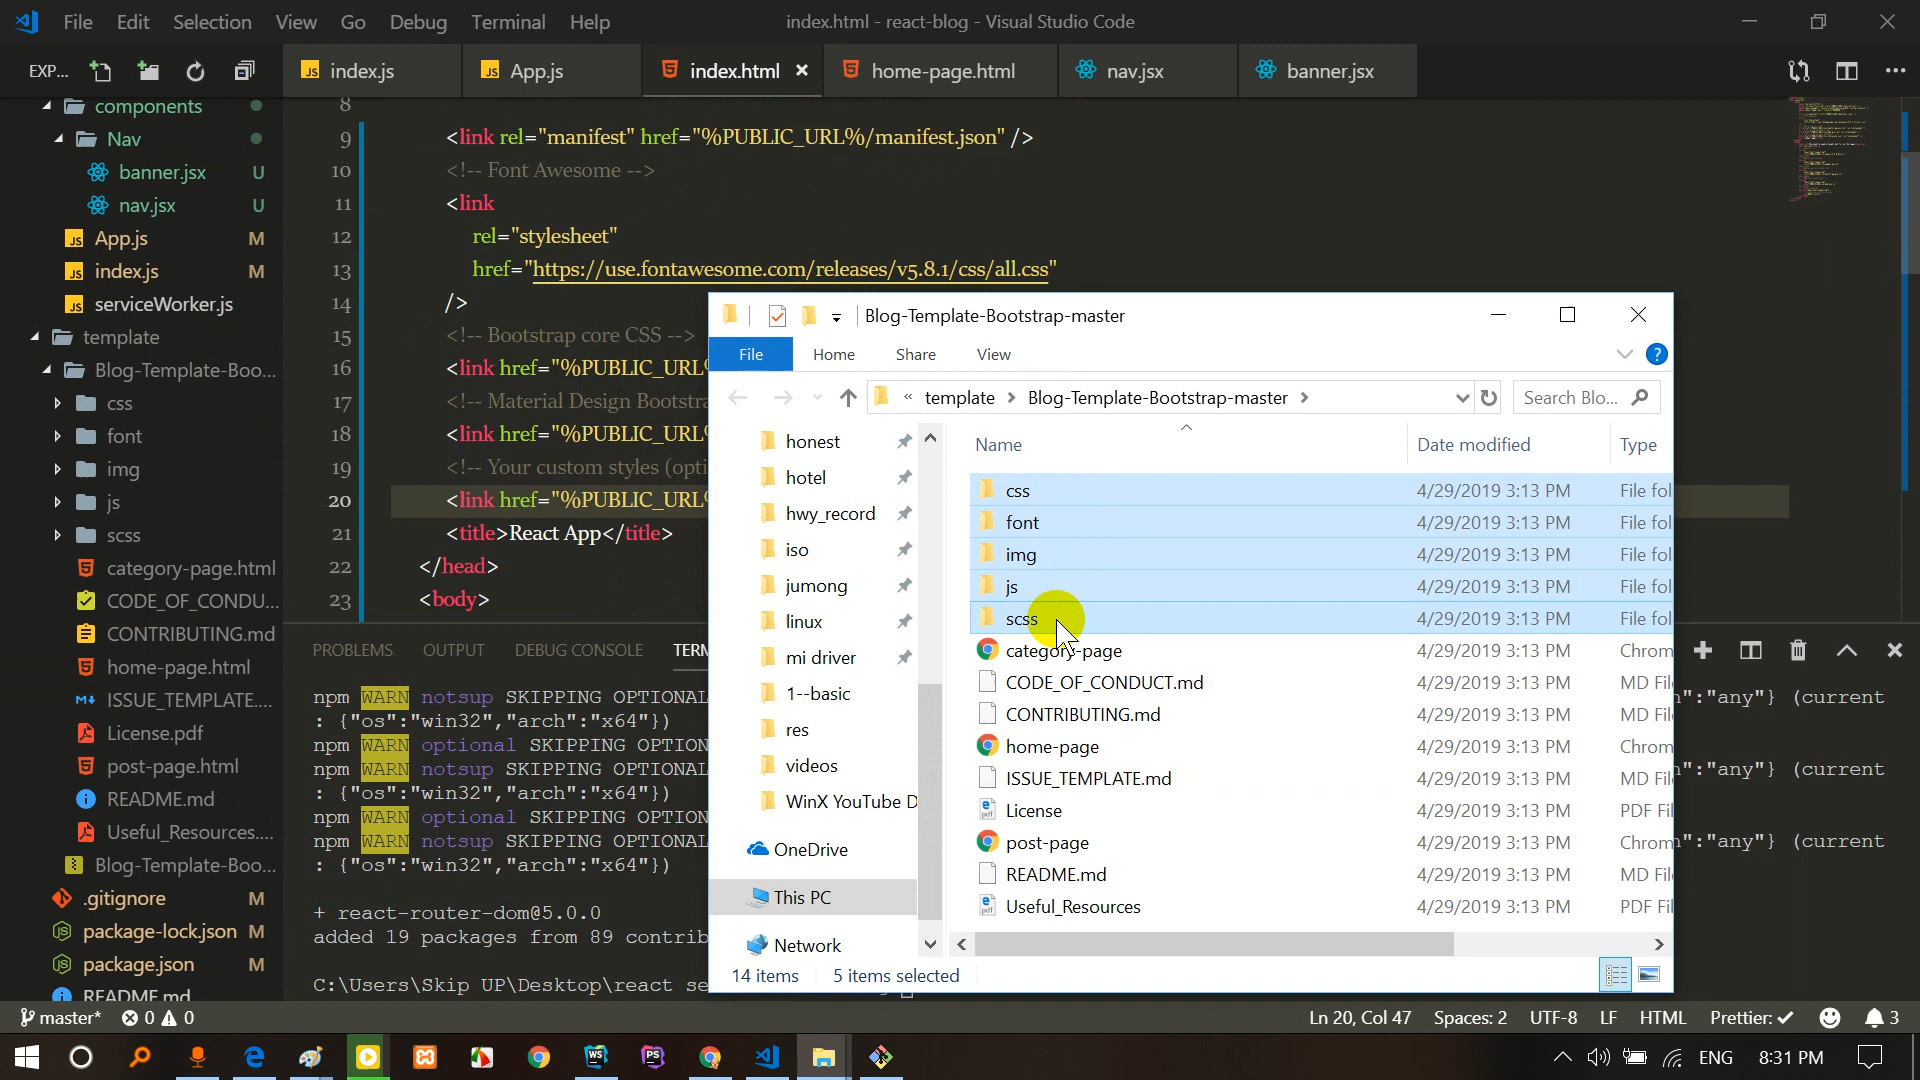 File Edit Selection View Go Debug Terminal Help
index.html - react-blog - Visual Studio Code
EXP...
index.js
App.js
index.html
home-page.html
nav.jsx
banner.jsx
components
Nav
banner.jsx U
nav.jsx U
App.js M
index.js M
serviceWorker.js
template
Blog-Template-Boo...
css
font
img
js
scss
category-page.html
CODE_OF_CONDU...
CONTRIBUTING.md
home-page.html
ISSUE_TEMPLATE....
License.pdf
post-page.html
README.md
Useful_Resources....
Blog-Template-Boo...
.gitignore M
package-lock.json M
package.json M
README.md
8
9 <link rel="manifest" href="%PUBLIC_URL%/manifest.json" />
10 <!-- Font Awesome -->
11 <link
12 rel="stylesheet"
13 href="https://use.fontawesome.com/releases/v5.8.1/css/all.css"
14 />
15 <!-- Bootstrap core CSS -->
16 <link href="%PUBLIC_URL%
17 <!-- Material Design Bootstra
18 <link href="%PUBLIC_URL%
19 <!-- Your custom styles (opti
20 <link href="%PUBLIC_URL%
21 <title>React App</title>
22 </head>
23 <body>
PROBLEMS OUTPUT DEBUG CONSOLE TERM
npm WARN notsup SKIPPING OPTIONAL
: {"os":"win32","arch":"x64"})
npm WARN optional SKIPPING OPTION
npm WARN notsup SKIPPING OPTIONAL
: {"os":"win32","arch":"x64"})
npm WARN optional SKIPPING OPTION
npm WARN notsup SKIPPING OPTIONAL
: {"os":"win32","arch":"x64"})
+ react-router-dom@5.0.0
added 19 packages from 89 contrib
C:\Users\Skip UP\Desktop\react se
":"any"} (current
":"any"} (current
":"any"} (current
Blog-Template-Bootstrap-master
File Home Share View
« template > Blog-Template-Bootstrap-master >
Search Blo...
honest
hotel
hwy_record
iso
jumong
linux
mi driver
1--basic
res
videos
WinX YouTube D
OneDrive
This PC
Network
Name Date modified Type
css 4/29/2019 3:13 PM File fol
font 4/29/2019 3:13 PM File fol
img 4/29/2019 3:13 PM File fol
js 4/29/2019 3:13 PM File fol
scss 4/29/2019 3:13 PM File fol
category-page 4/29/2019 3:13 PM Chrom
CODE_OF_CONDUCT.md 4/29/2019 3:13 PM MD Fil
CONTRIBUTING.md 4/29/2019 3:13 PM MD Fil
home-page 4/29/2019 3:13 PM Chrom
ISSUE_TEMPLATE.md 4/29/2019 3:13 PM MD Fil
License 4/29/2019 3:13 PM PDF Fil
post-page 4/29/2019 3:13 PM Chrom
README.md 4/29/2019 3:13 PM MD Fil
Useful_Resources 4/29/2019 3:13 PM PDF Fil
14 items 5 items selected
master* 0 0
Ln 20, Col 47 Spaces: 2 UTF-8 LF HTML Prettier: ✓ 3
ENG 8:31 PM